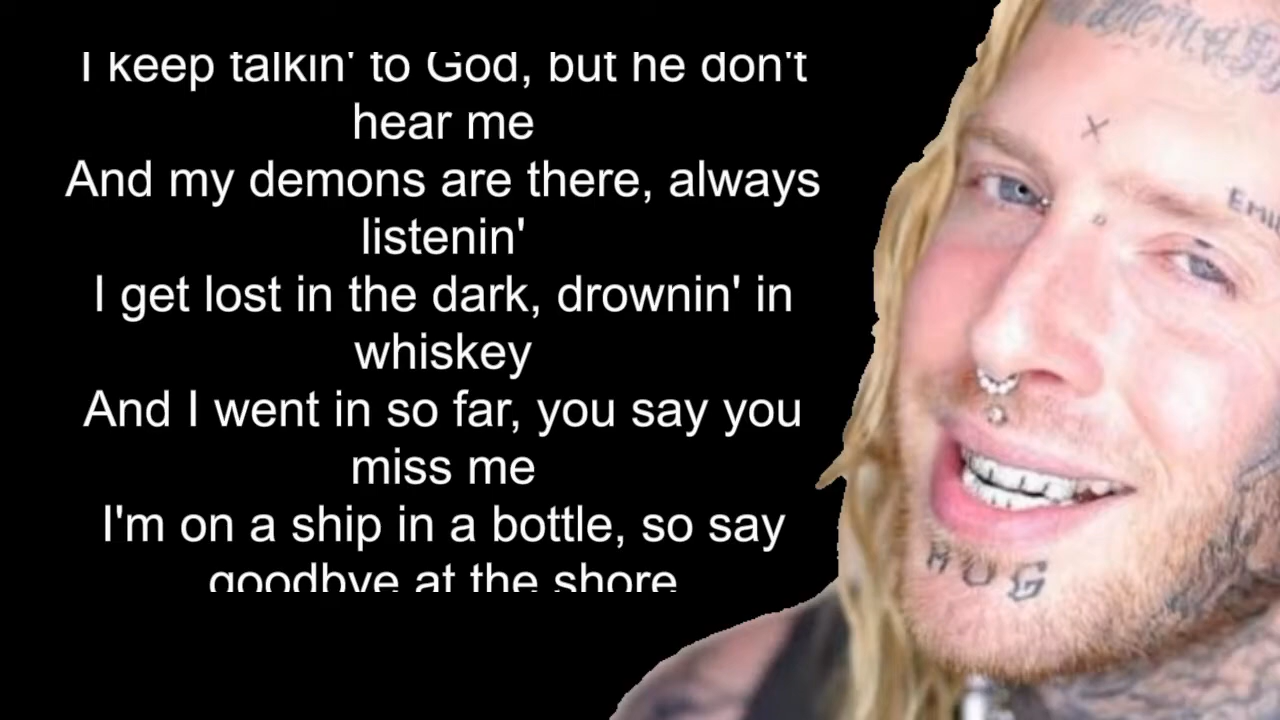 I keep talkin' to God, but he don't
hear me
And my demons are there, always
listenin'
I get lost in the dark, drownin' in
whiskey
And I went in so far, you say you
miss me
I'm on a ship in a bottle, so say
goodbye at the shore
HOG